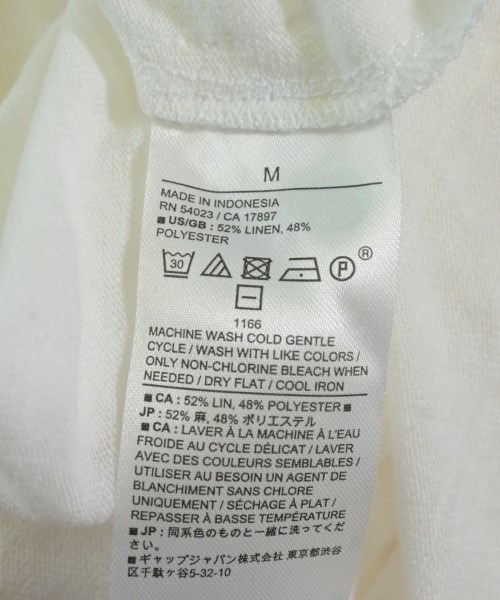 M
MADE IN INDONESIA
RN 54023 / CA 17897
■ US/GB : 52% LINEN, 48%
POLYESTER
30 P ®
1166
MACHINE WASH COLD GENTLE
CYCLE / WASH WITH LIKE COLORS /
ONLY NON-CHLORINE BLEACH WHEN
NEEDED / DRY FLAT / COOL IRON
■ CA : 52% LIN, 48% POLYESTER ■
JP : 52% 麻, 48% ポリエステル
■ CA : LAVER À LA MACHINE À L'EAU
FROIDE AU CYCLE DÉLICAT / LAVER
AVEC DES COULEURS SEMBLABLES /
UTILISER AU BESOIN UN AGENT DE
BLANCHIMENT SANS CHLORE
UNIQUEMENT / SÉCHAGE À PLAT /
REPASSER À BASSE TEMPÉRATURE
■ JP : 同系色のものと一緒に洗ってくだ
さい。
■ ギャップジャパン株式会社 東京都渋谷
区千駄ヶ谷5-32-10